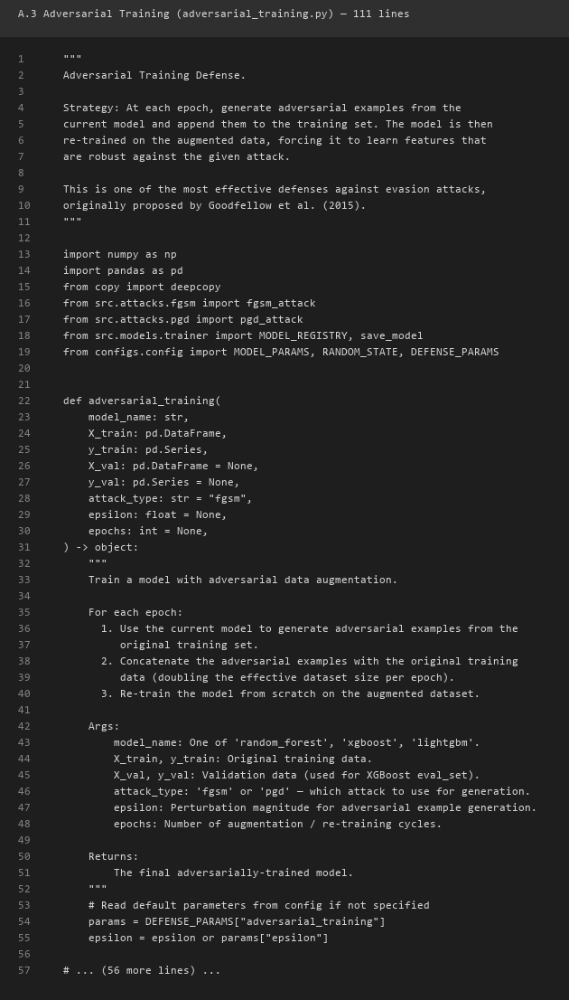 A.3 Adversarial Training (adversarial_training.py) — 111 lines
1 """
2 Adversarial Training Defense.
3
4 Strategy: At each epoch, generate adversarial examples from the
5 current model and append them to the training set. The model is then
6 re-trained on the augmented data, forcing it to learn features that
7 are robust against the given attack.
8
9 This is one of the most effective defenses against evasion attacks,
10 originally proposed by Goodfellow et al. (2015).
11 """
12
13 import numpy as np
14 import pandas as pd
15 from copy import deepcopy
16 from src.attacks.fgsm import fgsm_attack
17 from src.attacks.pgd import pgd_attack
18 from src.models.trainer import MODEL_REGISTRY, save_model
19 from configs.config import MODEL_PARAMS, RANDOM_STATE, DEFENSE_PARAMS
20
21
22 def adversarial_training(
23     model_name: str,
24     X_train: pd.DataFrame,
25     y_train: pd.Series,
26     X_val: pd.DataFrame = None,
27     y_val: pd.Series = None,
28     attack_type: str = "fgsm",
29     epsilon: float = None,
30     epochs: int = None,
31 ) -> object:
32     """
33     Train a model with adversarial data augmentation.
34
35     For each epoch:
36       1. Use the current model to generate adversarial examples from the
37          original training set.
38       2. Concatenate the adversarial examples with the original training
39          data (doubling the effective dataset size per epoch).
40       3. Re-train the model from scratch on the augmented dataset.
41
42     Args:
43         model_name: One of 'random_forest', 'xgboost', 'lightgbm'.
44         X_train, y_train: Original training data.
45         X_val, y_val: Validation data (used for XGBoost eval_set).
46         attack_type: 'fgsm' or 'pgd' — which attack to use for generation.
47         epsilon: Perturbation magnitude for adversarial example generation.
48         epochs: Number of augmentation / re-training cycles.
49
50     Returns:
51         The final adversarially-trained model.
52     """
53     # Read default parameters from config if not specified
54     params = DEFENSE_PARAMS["adversarial_training"]
55     epsilon = epsilon or params["epsilon"]
56
57 # ... (56 more lines) ...